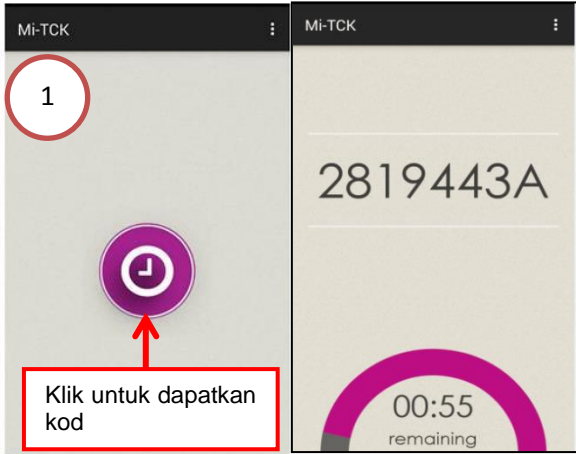 Mi-TCK
1
Klik untuk dapatkan
kod
Mi-TCK
2819443A
00:55
remaining